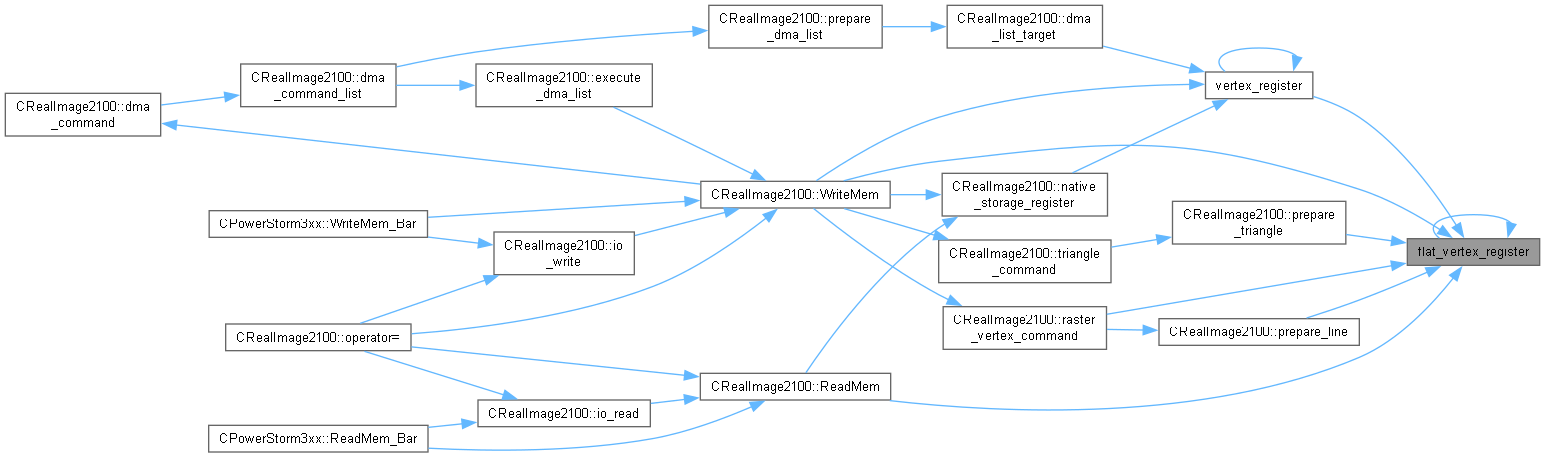 CRealImage2100::prepare
_dma_list
CRealImage2100::dma
_list_target
CRealImage2100::dma
_command_list
CRealImage2100::execute
_dma_list
vertex_register
CRealImage2100::dma
_command
CRealImage2100::WriteMem
CRealImage2100::native
_storage_register
CPowerStorm3xx::WriteMem_Bar
CRealImage2100::prepare
_triangle
CRealImage2100::io
_write
CRealImage2100::triangle
_command
flat_vertex_register
CRealImage2100::operator=
CRealImage2100::raster
_vertex_command
CRealImage2100::prepare_line
CRealImage2100::ReadMem
CRealImage2100::io_read
CPowerStorm3xx::ReadMem_Bar